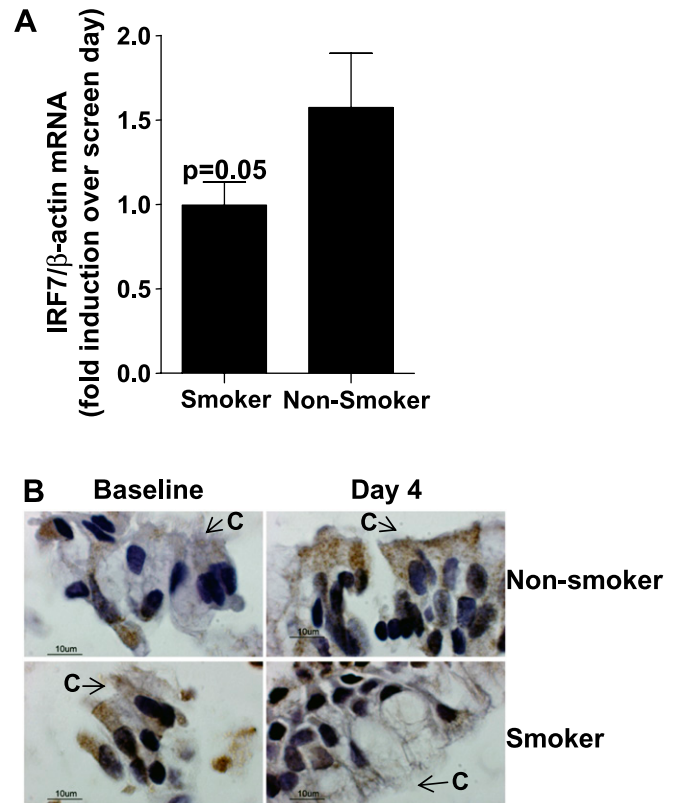 A
IRF7/β-actin mRNA
(fold induction over screen day)
2.0
1.5
1.0
0.5
0.0
p=0.05
Smoker Non-Smoker
B Baseline Day 4
C
C
10um
10um
Non-smoker
C
10um
10um
C
Smoker